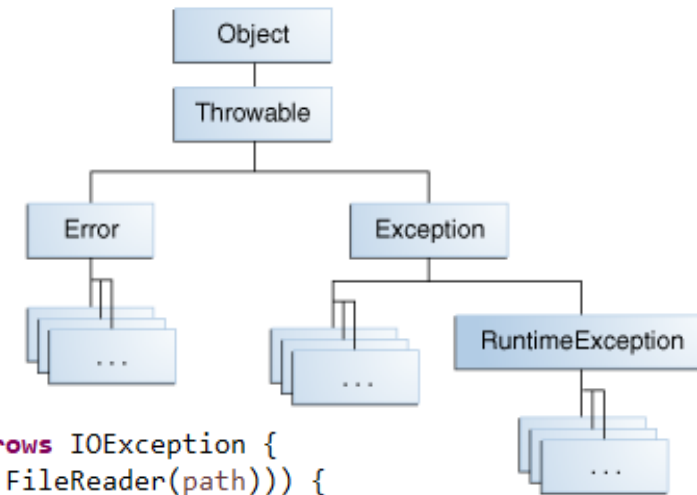 Object
Throwable
Error
Exception
...
...
RuntimeException
...
rows IOException {
FileReader(path))) {